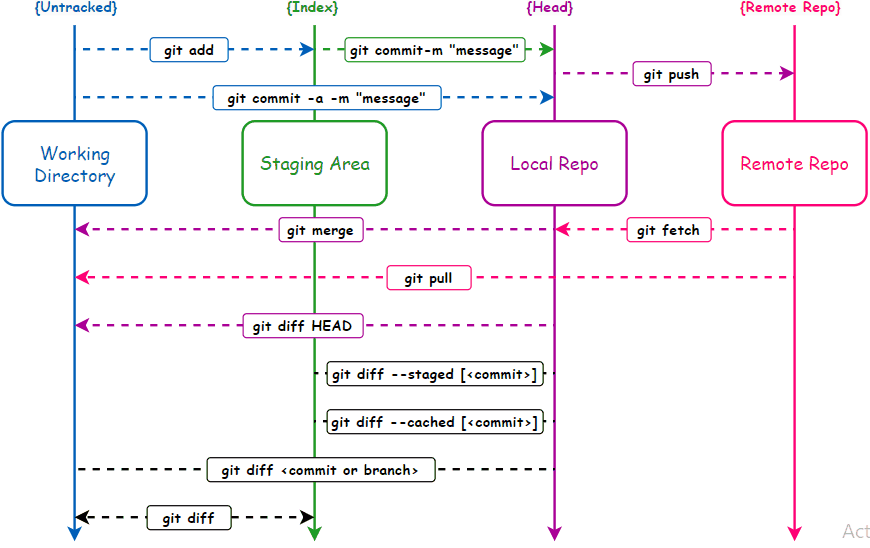 {Untracked} {Index} {Head} {Remote Repo}
git add git commit-m "message"
git push
git commit -a -m "message"
Working
Directory
Staging Area
Local Repo
Remote Repo
git merge git fetch
git pull
git diff HEAD
git diff --staged [<commit>]
git diff --cached [<commit>]
git diff <commit or branch>
git diff
Act